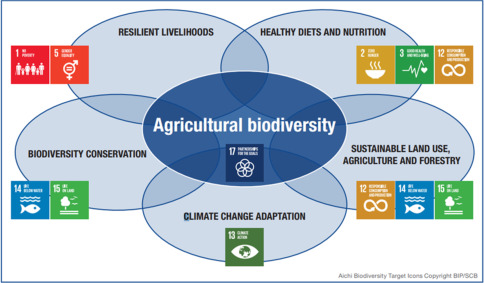 RESILIENT LIVELIHOODS
HEALTHY DIETS AND NUTRITION
1 NO
POVERTY
5 GENDER
EQUALITY
2 ZERO
HUNGER
3 GOOD HEALTH
AND WELL-BEING
12 RESPONSIBLE
CONSUMPTION
AND PRODUCTION
Agricultural biodiversity
17 PARTNERSHIPS
FOR THE GOALS
BIODIVERSITY CONSERVATION
SUSTAINABLE LAND USE,
AGRICULTURE AND FORESTRY
14 LIFE
BELOW WATER
15 LIFE
ON LAND
12 RESPONSIBLE
CONSUMPTION
AND PRODUCTION
14 LIFE
BELOW WATER
15 LIFE
ON LAND
CLIMATE CHANGE ADAPTATION
13 CLIMATE
ACTION
Aichi Biodiversity Target Icons Copyright BIP/SCB